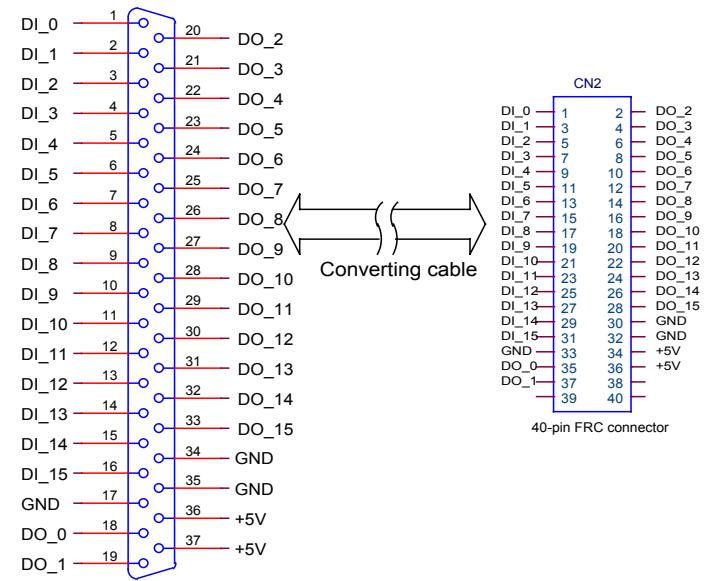 DI_0 1
20 DO_2
DI_1 2
21 DO_3
DI_2 3
22 DO_4
DI_3 4
23 DO_5
DI_4 5
24 DO_6
DI_5 6
25 DO_7
DI_6 7
26 DO_8
DI_7 8
27 DO_9
DI_8 9
28 DO_10
DI_9 10
29 DO_11
DI_10 11
30 DO_12
DI_11 12
31 DO_13
DI_12 13
32 DO_14
DI_13 14
33 DO_15
DI_14 15
34 GND
DI_15 16
35 GND
GND 17
36 +5V
DO_0 18
37 +5V
DO_1 19
Converting cable
CN2
DI_0 1 2 DO_2
DI_1 3 4 DO_3
DI_2 5 6 DO_4
DI_3 7 8 DO_5
DI_4 9 10 DO_6
DI_5 11 12 DO_7
DI_6 13 14 DO_8
DI_7 15 16 DO_9
DI_8 17 18 DO_10
DI_9 19 20 DO_11
DI_10 21 22 DO_12
DI_11 23 24 DO_13
DI_12 25 26 DO_14
DI_13 27 28 DO_15
DI_14 29 30 GND
DI_15 31 32 GND
GND 33 34 +5V
DO_0 35 36 +5V
DO_1 37 38
39 40
40-pin FRC connector